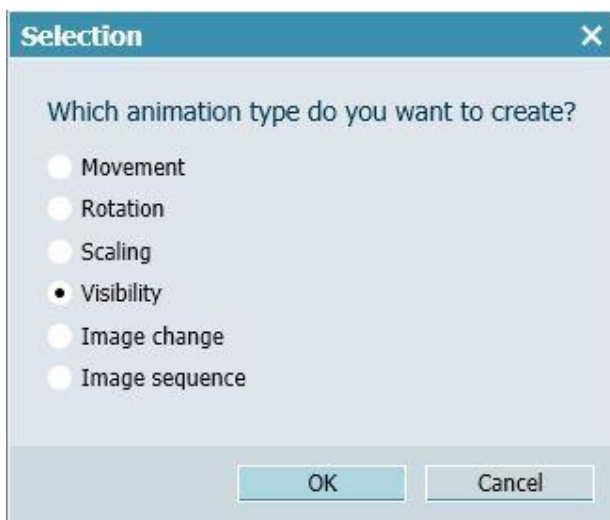 Selection
Which animation type do you want to create?
Movement
Rotation
Scaling
Visibility
Image change
Image sequence
OK Cancel